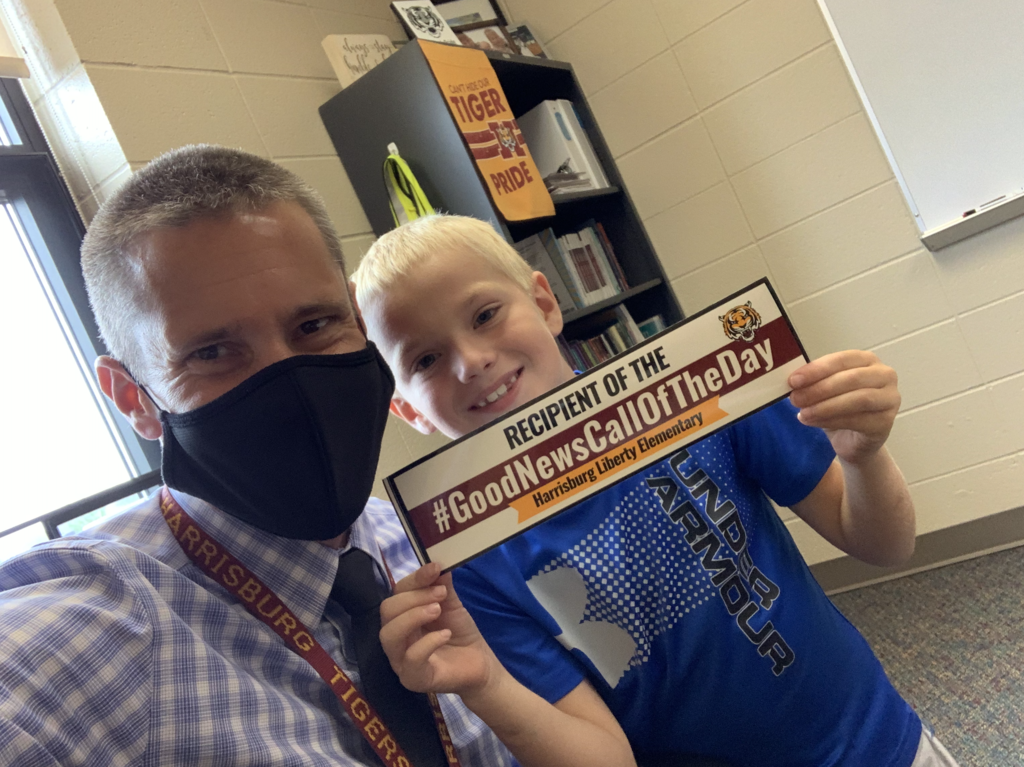 CAN'T HIDE OUR
TIGER
H
PRIDE
RECIPIENT OF THE
#GoodNewsCallOfTheDay
Harrisburg Liberty Elementary
UNDER
ARMOUR
HARRISBURG TIGERS